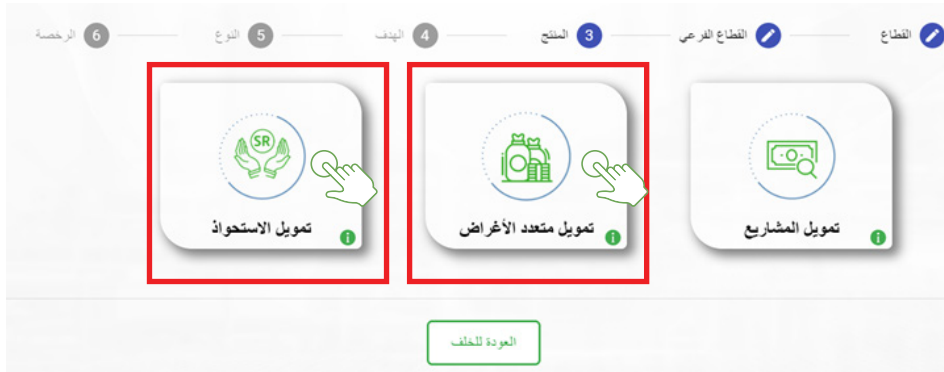 القطاع
القطاع الفرعي
3 المنتج
4 الهدف
5 النوع
6 الرخصة
تمويل المشاريع
تمويل متعدد الأغراض
SR
تمويل الاستحواذ
العودة للخلف